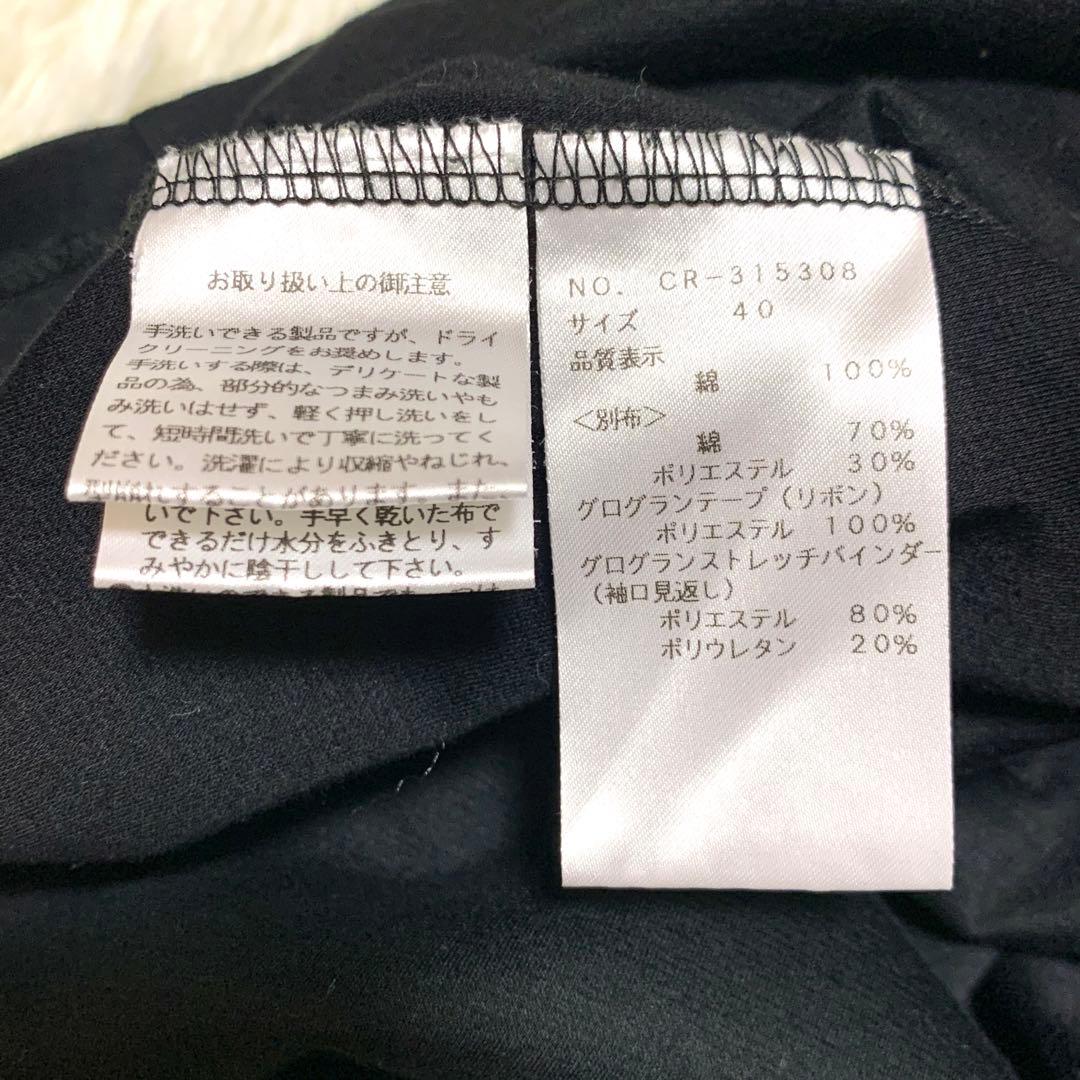 お取り扱い上の御注意
手洗いできる製品ですが、ドライ
クリーニングをお奨めします。
手洗いする際は、デリケートな製
品の為、部分的なつまみ洗いやも
み洗いはせず、軽く押し洗いをし
て、短時間洗いで丁寧に洗ってく
ださい。洗濯により収縮やねじれ、
することがあります。また、
いで下さい。手早く乾いた布で
できるだけ水分をふきとり、す
みやかに陰干しして下さい。
NO. CR-315308
サイズ 40
品質表示
綿 100%
<別布>
綿 70%
ポリエステル 30%
グログランテープ(リボン)
ポリエステル 100%
グログランストレッチバインダー
(袖口見返し)
ポリエステル 80%
ポリウレタン 20%